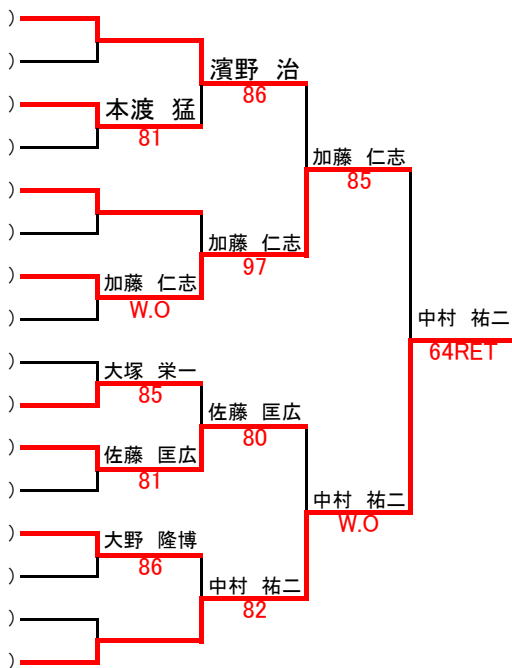 )
)
濱野 治
86
)
本渡 猛
81
)
加藤 仁志
85
)
)
加藤 仁志
97
)
加藤 仁志
W.O
)
中村 祐二
64RET
)
大塚 栄一
85
)
佐藤 匡広
80
)
佐藤 匡広
81
)
中村 祐二
W.O
)
大野 隆博
86
)
中村 祐二
82
)
)